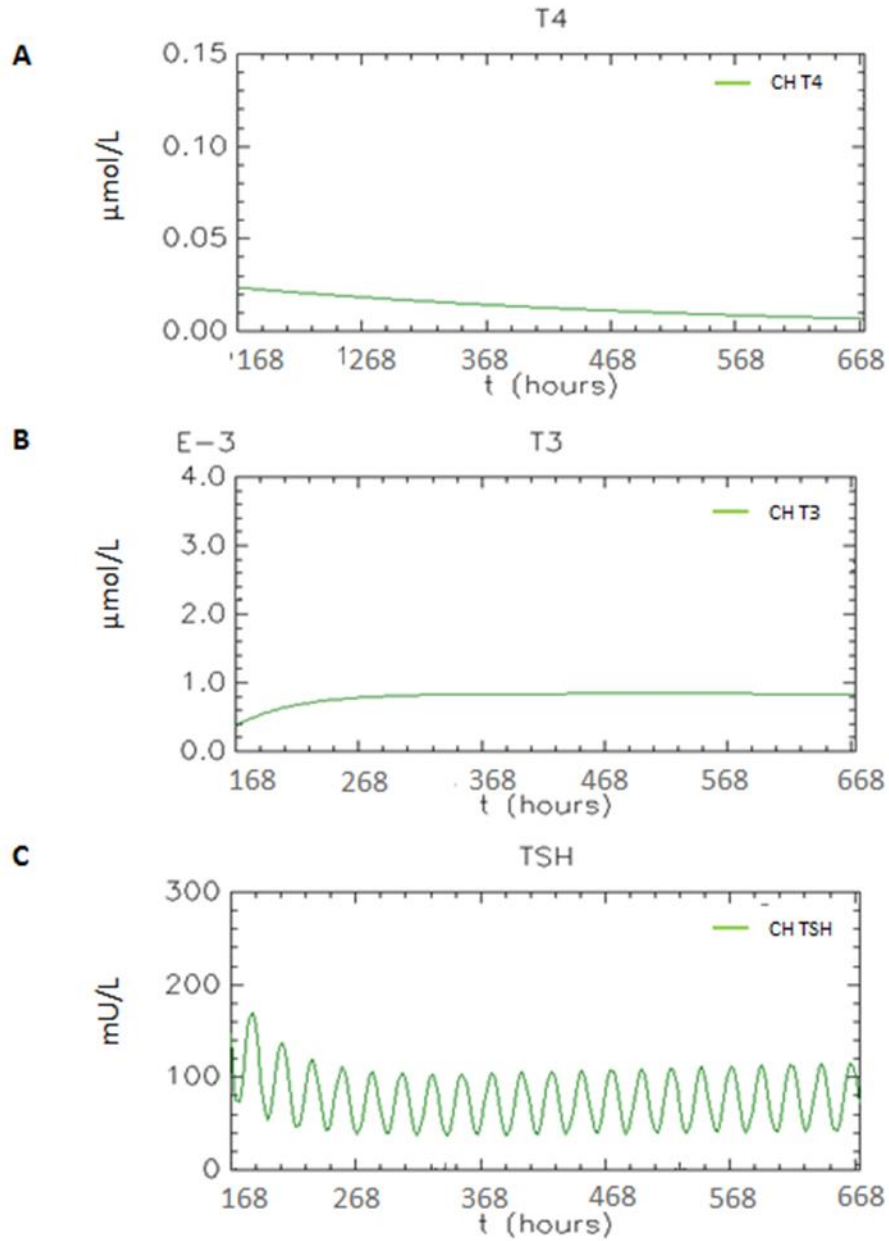 T4
A
0.15
0.10
0.05
0.00
μmol/L
CH T4
'168 1268 368 468 568 668
t (hours)
B
E-3
T3
4.0
3.0
2.0
1.0
0.0
μmol/L
CH T3
168 268 368 468 568 668
t (hours)
C
TSH
300
200
100
0
mU/L
CH TSH
168 268 368 468 568 668
t (hours)